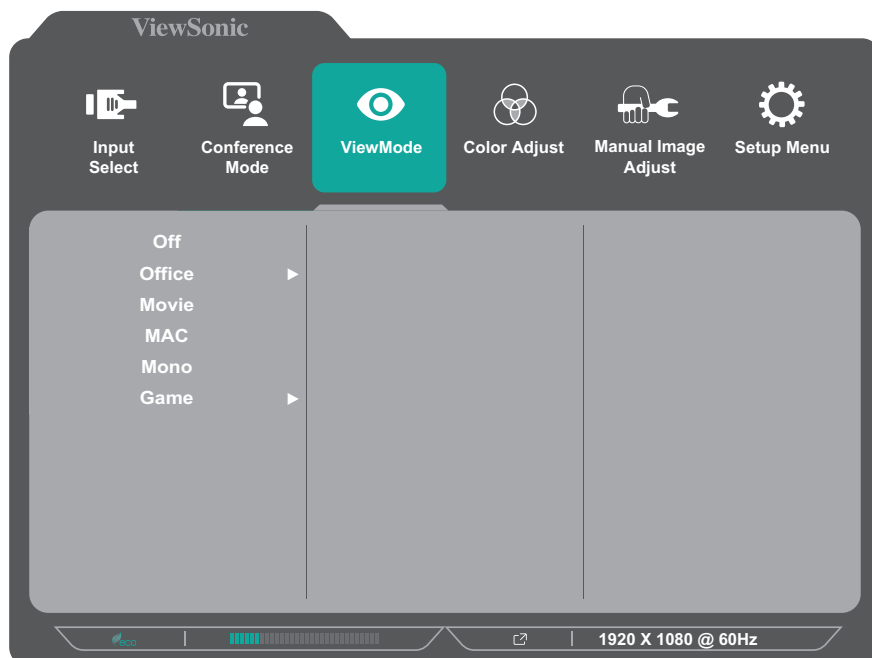 ViewSonic
Input
Select
Conference
Mode
ViewMode
Color Adjust
Manual Image
Adjust
Setup Menu
Off
Office
Movie
MAC
Mono
Game
eco
1920 X 1080 @ 60Hz